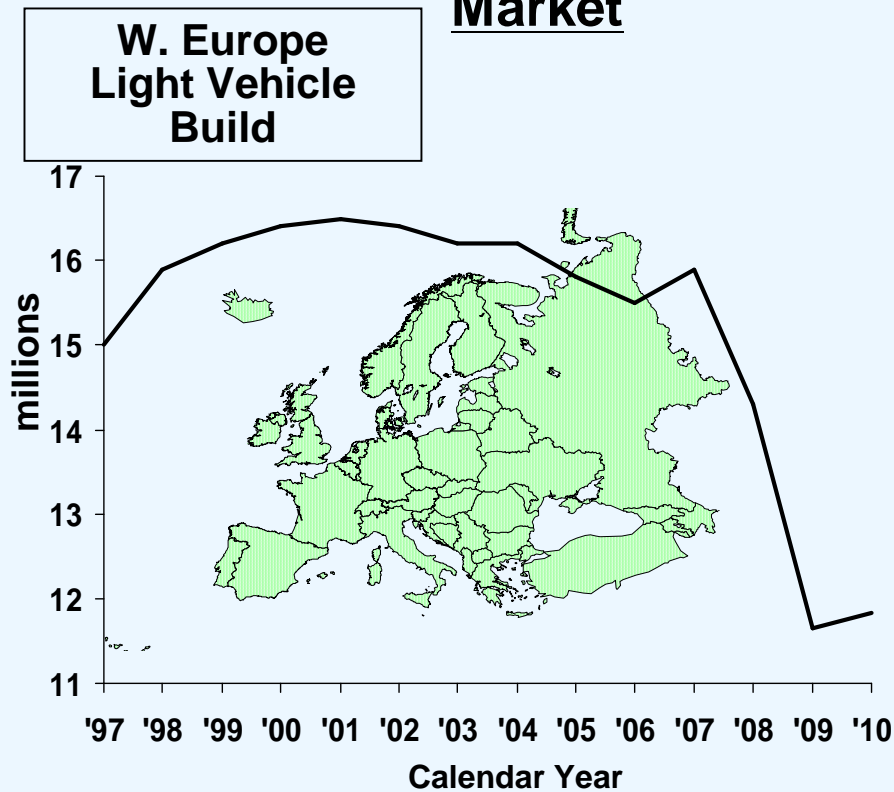 Market
W. Europe
Light Vehicle
Build
17
16
15
14
13
12
11
millions
'97 '98 '99 '00 '01 '02 '03 '04 '05 '06 '07 '08 '09 '10
Calendar Year